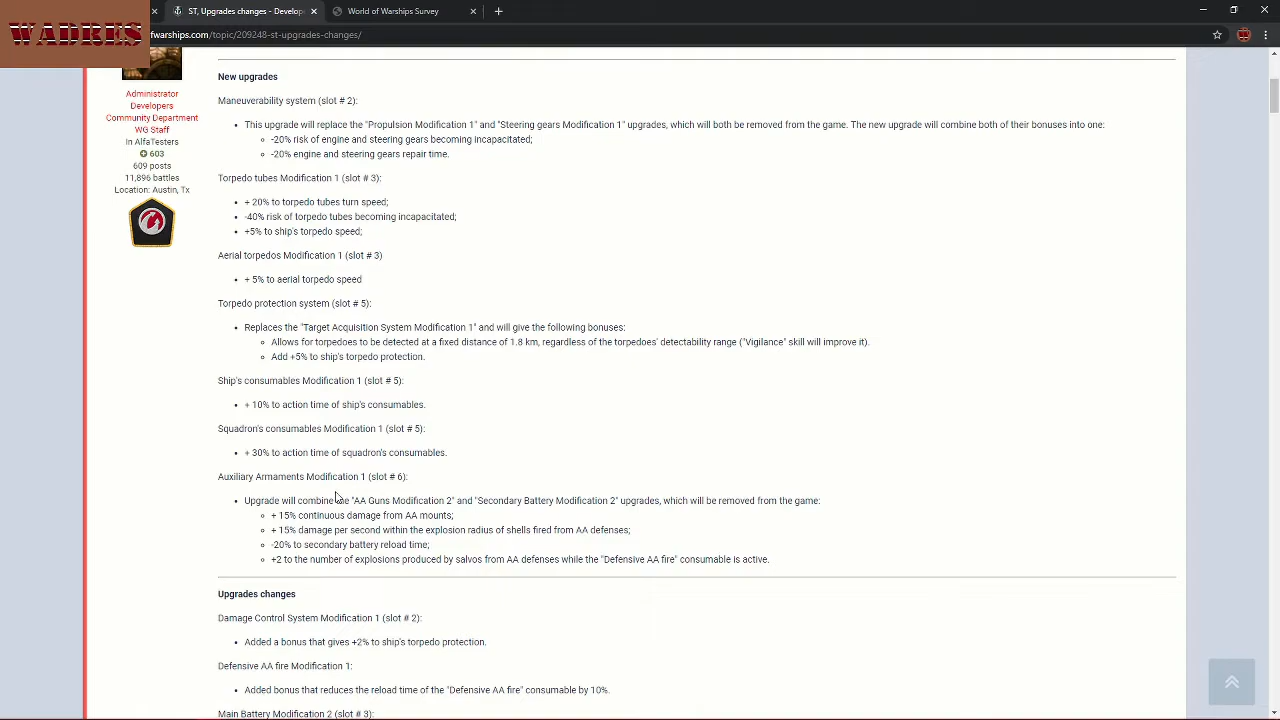 WADRES
ST, Upgrades changes - Develop
World of Warship Survey
fwarships.com/topic/209248-st-upgrades-changes/
Administrator
Developers
Community Department
WG Staff
In AlfaTesters
603
609 posts
11,896 battles
Location: Austin, Tx
New upgrades
Maneuverability system (slot # 2):
This upgrade will replace the "Propulsion Modification 1" and "Steering gears Modification 1" upgrades, which will both be removed from the game. The new upgrade will combine both of their bonuses into one:
-20% risk of engine and steering gears becoming incapacitated;
-20% engine and steering gears repair time.
Torpedo tubes Modification 1 (slot # 3):
+ 20% to torpedo tubes turn speed;
-40% risk of torpedo tubes becoming incapacitated;
+5% to ship's torpedo speed;
Aerial torpedos Modification 1 (slot # 3)
+ 5% to aerial torpedo speed
Torpedo protection system (slot # 5):
Replaces the "Target Acquisition System Modification 1" and will give the following bonuses:
Allows for torpedoes to be detected at a fixed distance of 1.8 km, regardless of the torpedoes' detectability range ("Vigilance" skill will improve it).
Add +5% to ship's torpedo protection.
Ship's consumables Modification 1 (slot # 5):
+ 10% to action time of ship's consumables.
Squadron's consumables Modification 1 (slot # 5):
+ 30% to action time of squadron's consumables.
Auxiliary Armaments Modification 1 (slot # 6):
Upgrade will combine the "AA Guns Modification 2" and "Secondary Battery Modification 2" upgrades, which will be removed from the game:
+ 15% continuous damage from AA mounts;
+ 15% damage per second within the explosion radius of shells fired from AA defenses;
-20% to secondary battery reload time;
+2 to the number of explosions produced by salvos from AA defenses while the "Defensive AA fire" consumable is active.
Upgrades changes
Damage Control System Modification 1 (slot # 2):
Added a bonus that gives +2% to ship's torpedo protection.
Defensive AA fire Modification 1:
Added bonus that reduces the reload time of the "Defensive AA fire" consumable by 10%.
Main Battery Modification 2 (slot # 3):